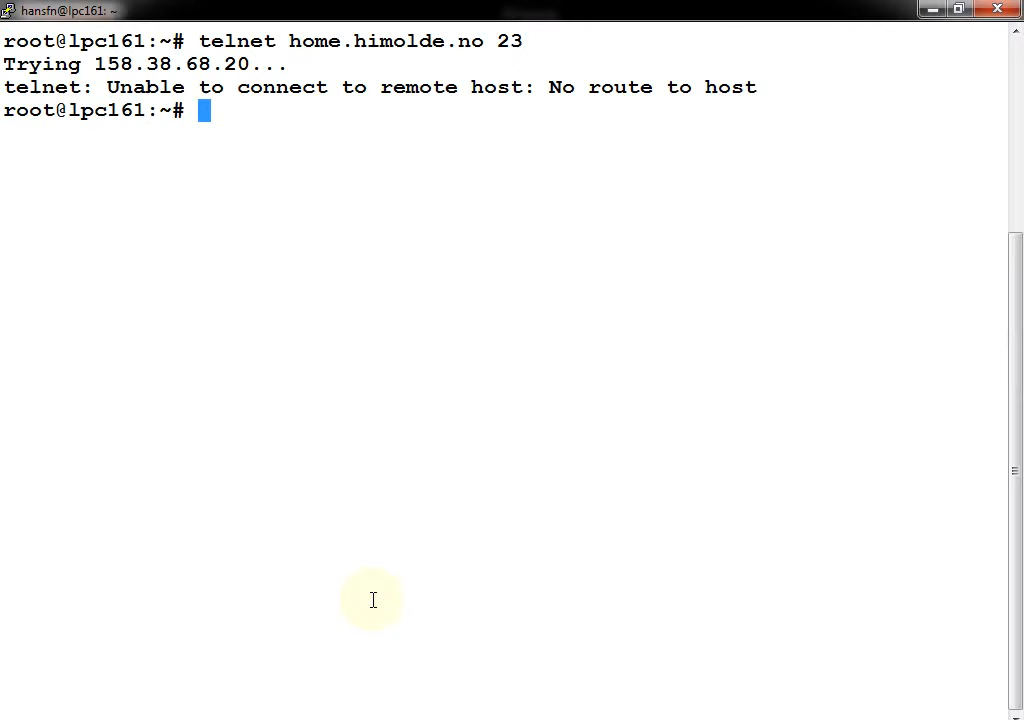 hansfn@lpc161: ~
root@lpc161:~# telnet home.himolde.no 23
Trying 158.38.68.20...
telnet: Unable to connect to remote host: No route to host
root@lpc161:~#